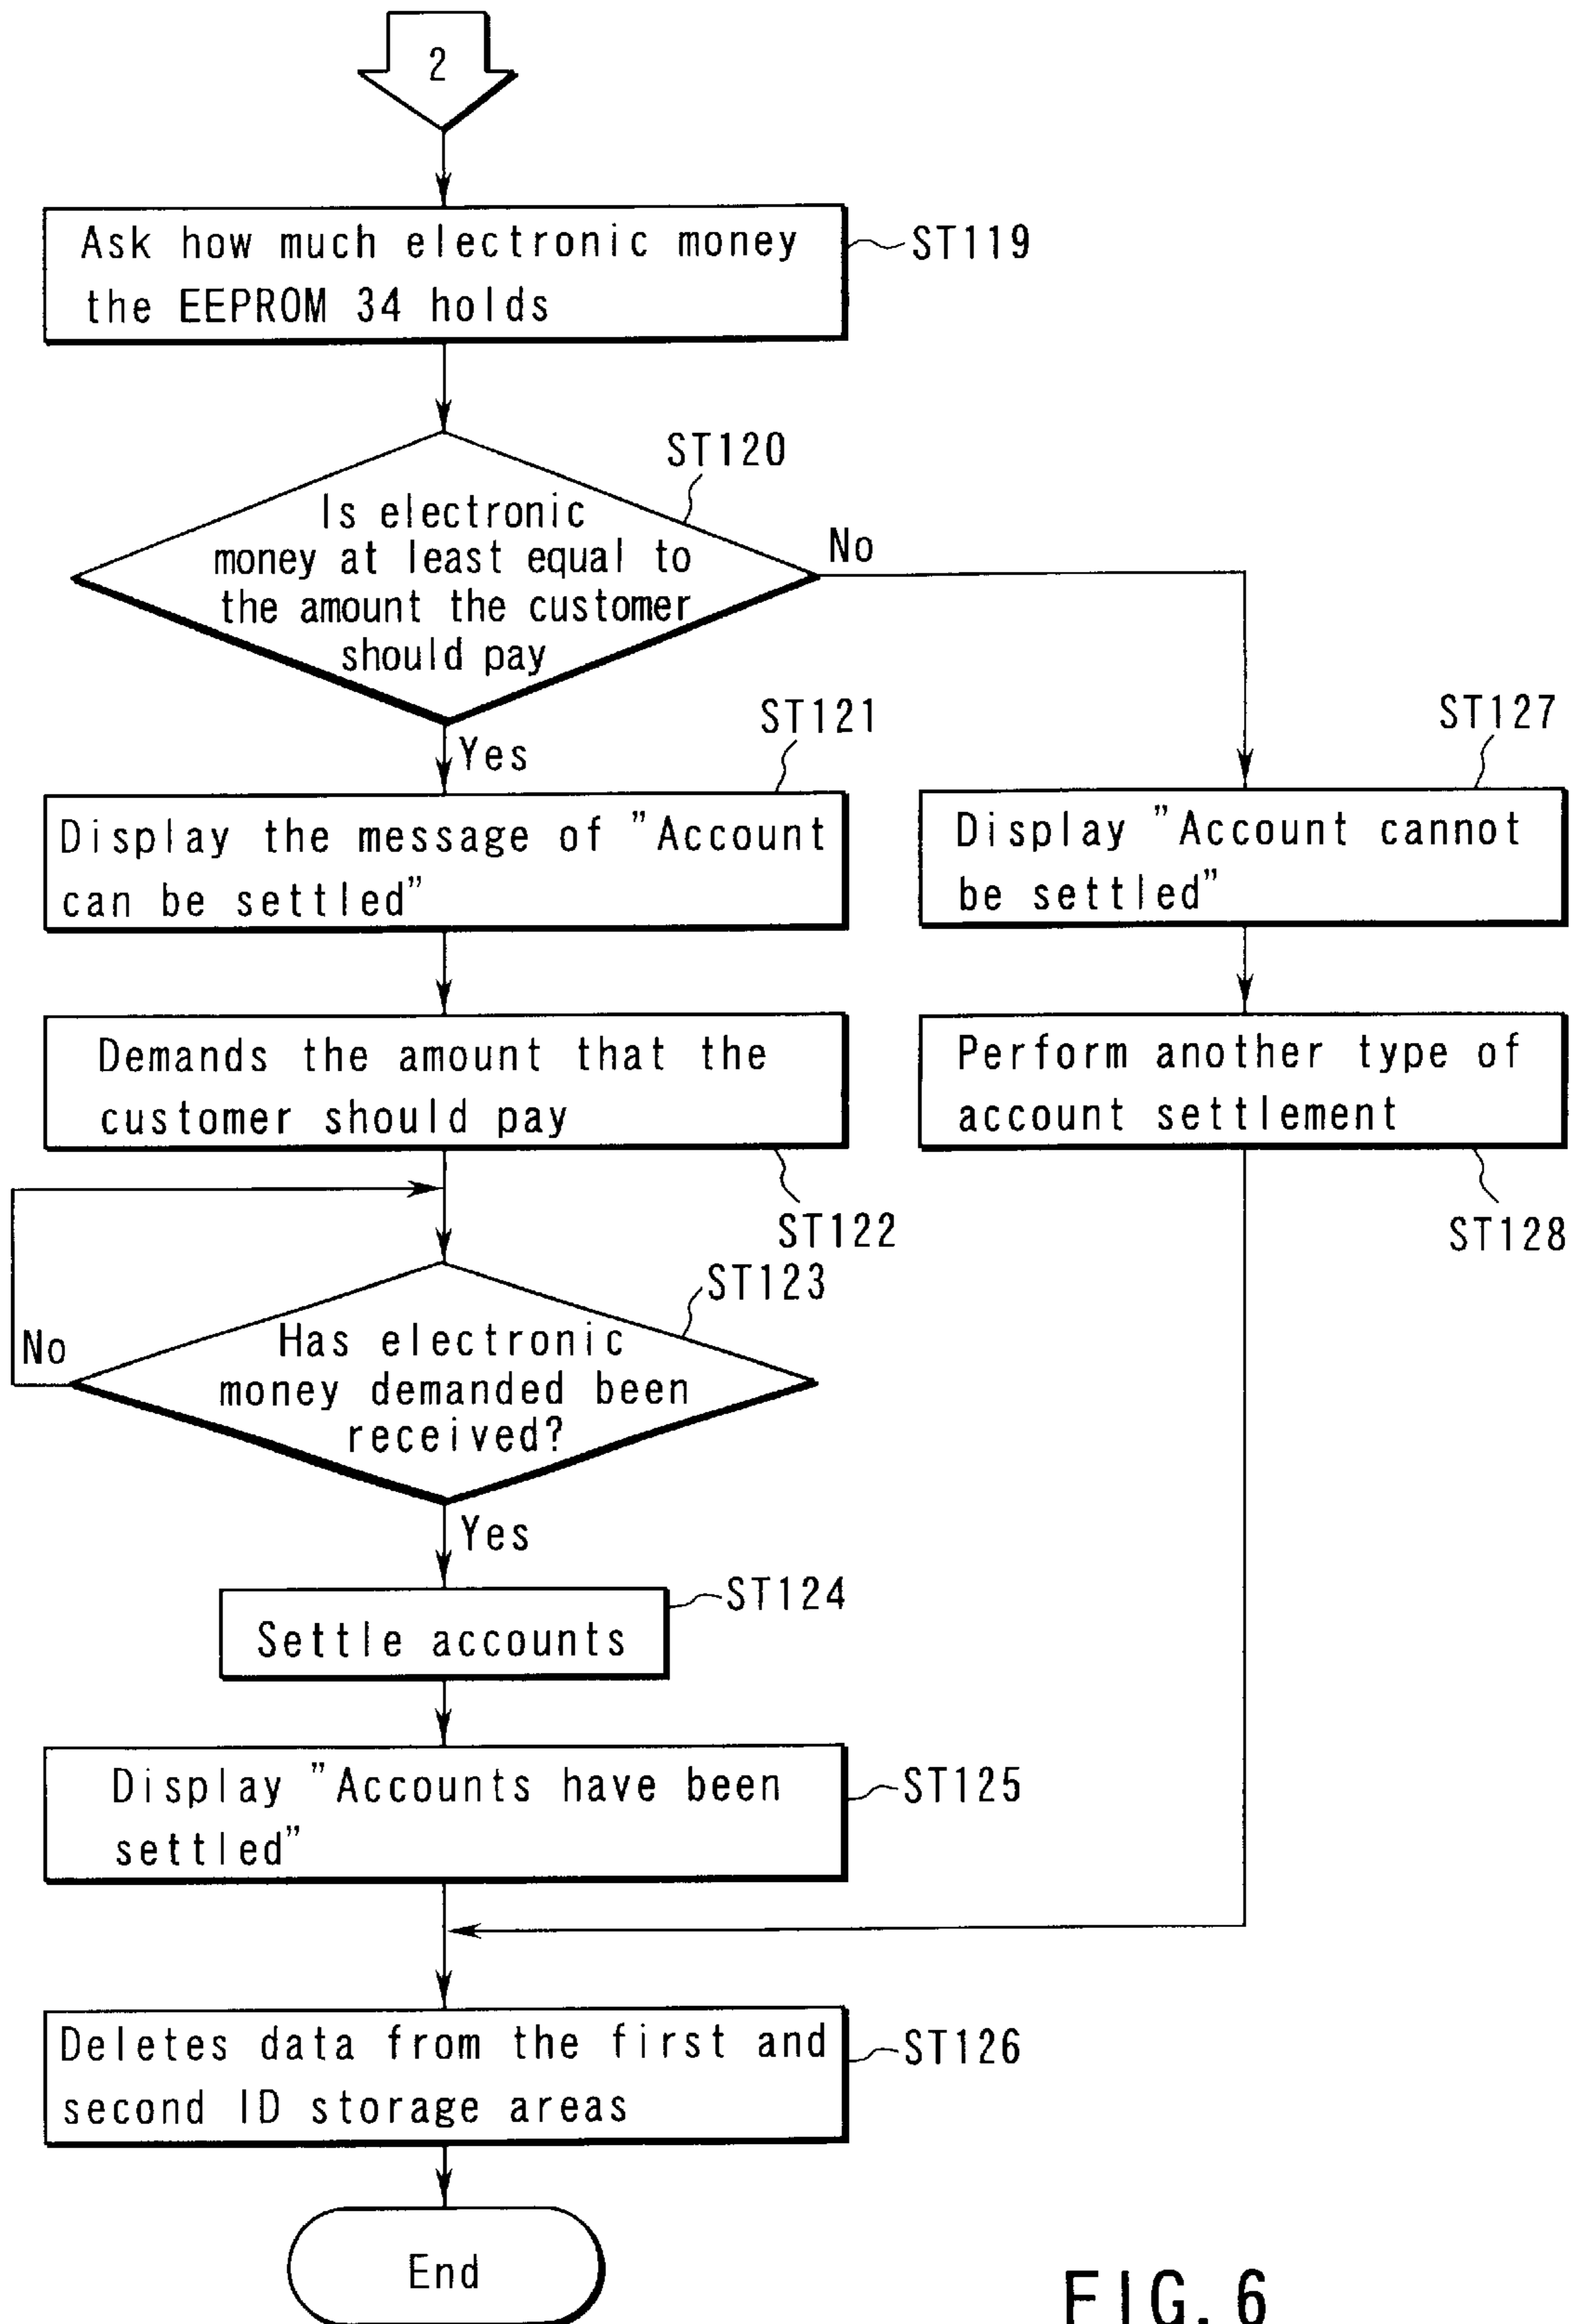 2
Ask how much electronic money
the EEPROM 34 holds
ST119
ST120
Is electronic
money at least equal to
the amount the customer
should pay
No
Yes
ST121
Display the message of "Account
can be settled"
ST127
Display "Account cannot
be settled"
Demands the amount that the
customer should pay
ST122
Perform another type of
account settlement
ST128
ST123
Has electronic
money demanded been
received?
No
Yes
ST124
Settle accounts
Display "Accounts have been
settled"
ST125
Deletes data from the first and
second ID storage areas
ST126
End
FIG. 6